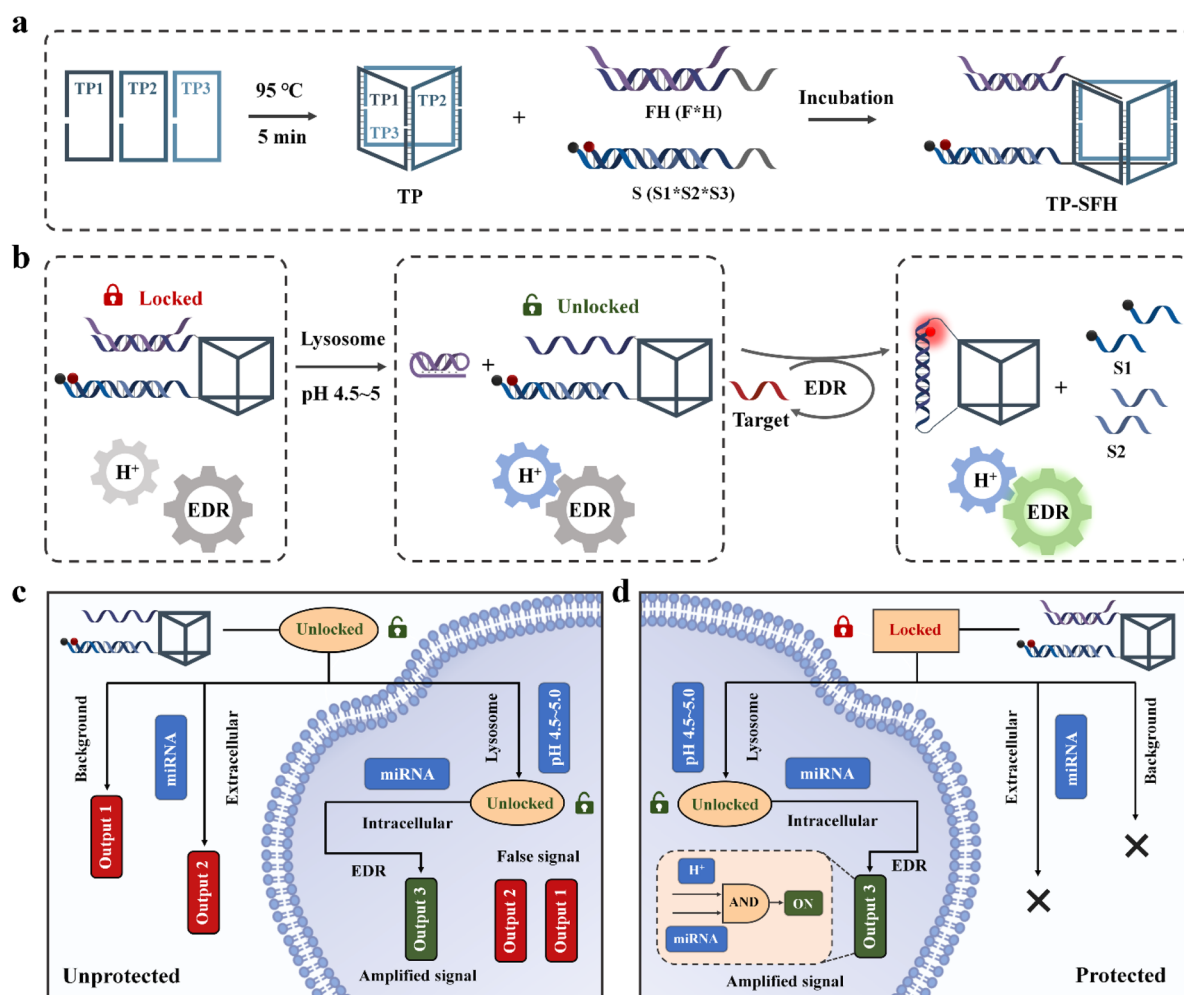 a
TP1
TP2
TP3
95 °C
5 min
TP1
TP2
TP3
TP
+
FH (F*H)
S (S1*S2*S3)
Incubation
TP-SFH
b
Locked
H+
EDR
Lysosome
pH 4.5~5
Unlocked
+
H+
EDR
Target
EDR
+
S1
S2
H+
EDR
c
Unlocked
Background
miRNA
Extracellular
Lysosome
pH 4.5~5.0
Output 1
Output 2
miRNA
Unlocked
Intracellular
EDR
Output 3
False signal
Output 2
Output 1
Amplified signal
Unprotected
d
Locked
pH 4.5~5.0
Lysosome
miRNA
Extracellular
miRNA
Background
Unlocked
Intracellular
EDR
H+
AND
ON
miRNA
Output 3
Amplified signal
Protected